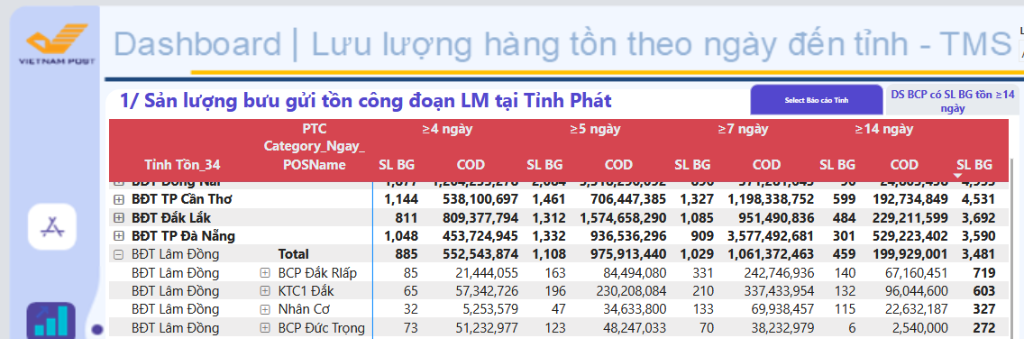 VIETNAM POST
Dashboard | Lưu lượng hàng tồn theo ngày đến tỉnh - TMS
1/ Sản lượng bưu gửi tồn công đoạn LM tại Tỉnh Phát
Select Báo cáo Tỉnh
DS BCP có SL BG tồn ≥14
ngày
PTC ≥4 ngày ≥5 ngày ≥7 ngày ≥14 ngày
Category_Ngay_
Tỉnh Tồn_34 POSName SL BG COD SL BG COD SL BG COD SL BG COD SL BG
BĐT Đồng Nai
BĐT TP Cần Thơ 1,144 538,100,697 1,461 706,447,385 1,327 1,198,338,752 599 192,734,849 4,531
BĐT Đắk Lắk 811 809,377,794 1,312 1,574,658,290 1,085 951,490,836 484 229,211,599 3,692
BĐT TP Đà Nẵng 1,048 453,724,945 1,332 936,536,296 909 3,577,492,681 301 529,223,402 3,590
BĐT Lâm Đồng Total 885 552,543,874 1,108 975,913,440 1,029 1,061,372,463 459 199,929,001 3,481
BĐT Lâm Đồng BCP Đắk Rlấp 85 21,444,055 163 84,494,080 331 242,746,936 140 67,160,451 719
BĐT Lâm Đồng KTC1 Đắk 65 57,342,726 196 230,208,084 210 337,433,954 132 96,044,600 603
BĐT Lâm Đồng Nhân Cơ 32 5,253,579 47 34,633,800 133 69,938,457 115 22,632,187 327
BĐT Lâm Đồng BCP Đức Trọng 73 51,232,977 123 48,247,033 70 38,232,979 6 2,540,000 272